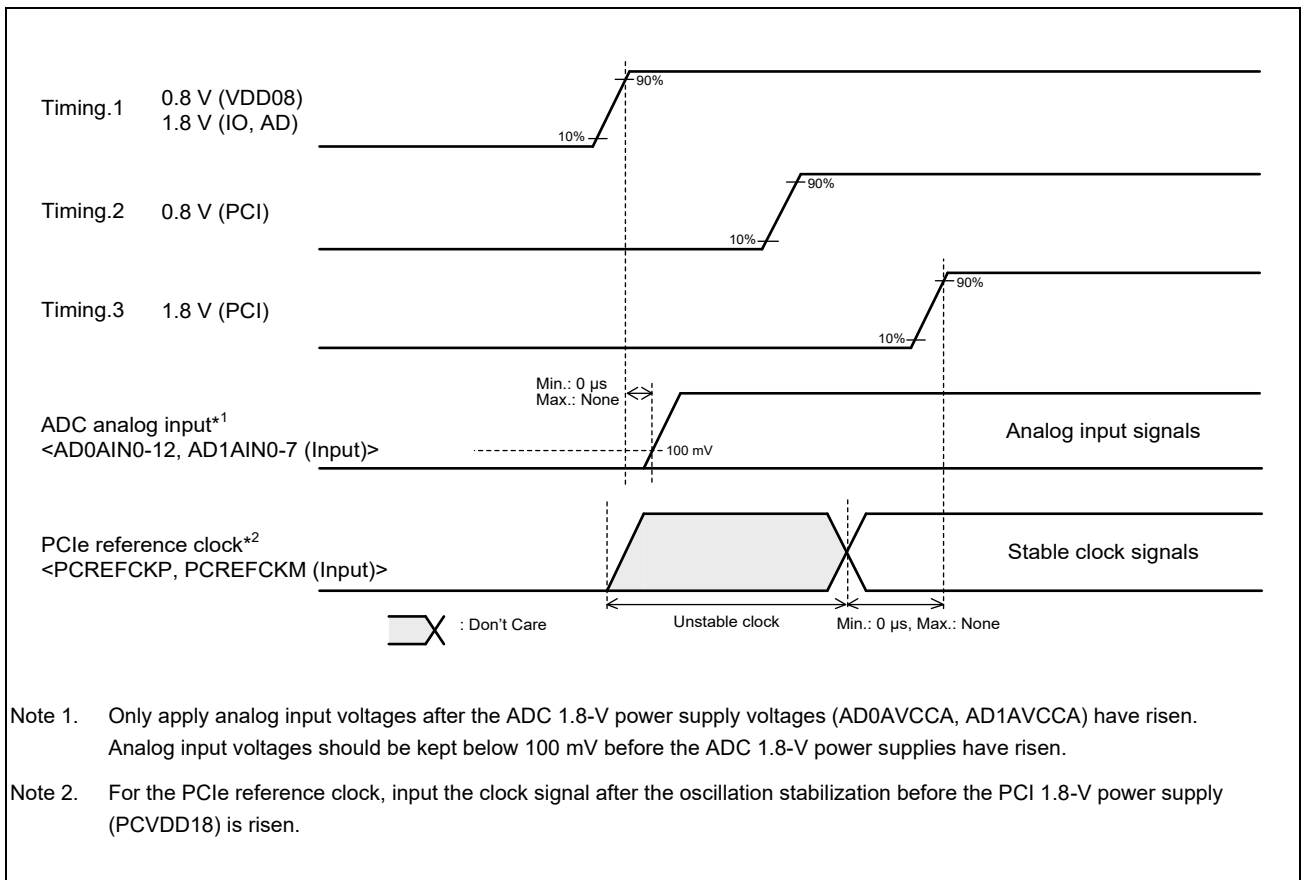 90%
Timing.1 0.8 V (VDD08)
1.8 V (IO, AD)
10%
90%
Timing.2 0.8 V (PCI)
10%
90%
Timing.3 1.8 V (PCI)
10%
Min.: 0 µs
Max.: None
ADC analog input*1
<AD0AIN0-12, AD1AIN0-7 (Input)>
100 mV
Analog input signals
PCIe reference clock*2
<PCREFCKP, PCREFCKM (Input)>
Stable clock signals
: Don't Care
Unstable clock
Min.: 0 µs, Max.: None
Note 1. Only apply analog input voltages after the ADC 1.8-V power supply voltages (AD0AVCCA, AD1AVCCA) have risen.
Analog input voltages should be kept below 100 mV before the ADC 1.8-V power supplies have risen.
Note 2. For the PCIe reference clock, input the clock signal after the oscillation stabilization before the PCI 1.8-V power supply
(PCVDD18) is risen.